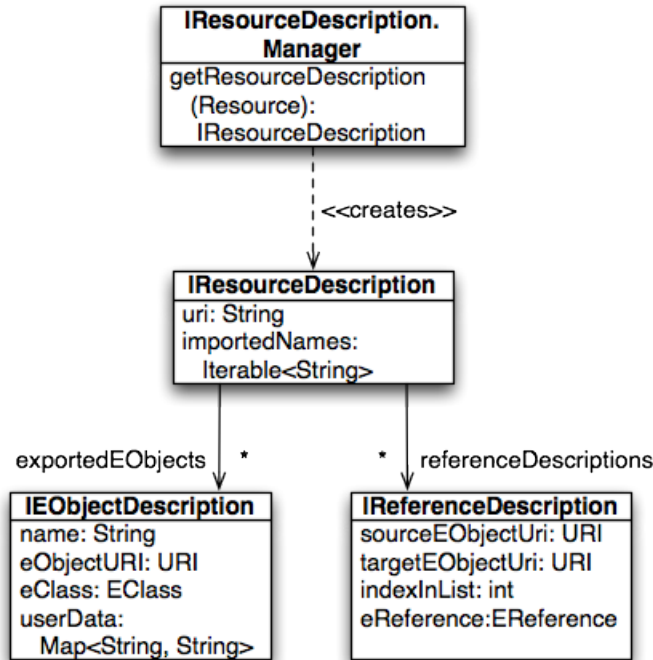 IResourceDescription.
Manager
getResourceDescription
(Resource):
IResourceDescription
<<creates>>
IResourceDescription
uri: String
importedNames:
Iterable<String>
exportedEObjects
*
*
referenceDescriptions
IEObjectDescription
name: String
eObjectURI: URI
eClass: EClass
userData:
Map<String, String>
IReferenceDescription
sourceEObjectUri: URI
targetEObjectUri: URI
indexInList: int
eReference:EReference